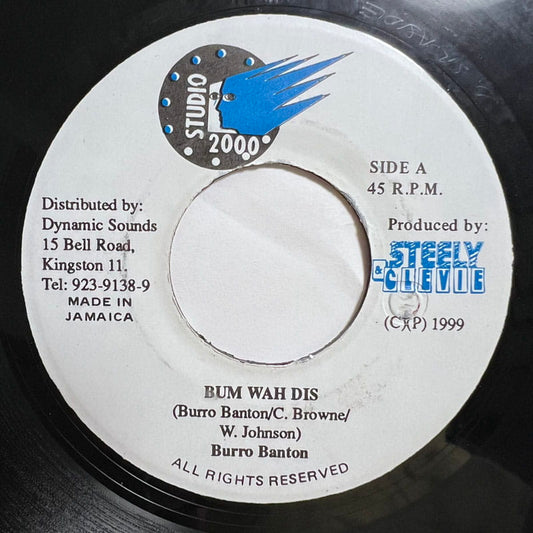 STUDIO
2000
SIDE A
45 R.P.M.
Distributed by:
Dynamic Sounds
15 Bell Road,
Kingston 11.
Tel: 923-9138-9
MADE IN
JAMAICA
Produced by:
STEELY
& CLEVIE
(C)(P) 1999
BUM WAH DIS
(Burro Banton/C. Browne/
W. Johnson)
Burro Banton
ALL RIGHTS RESERVED